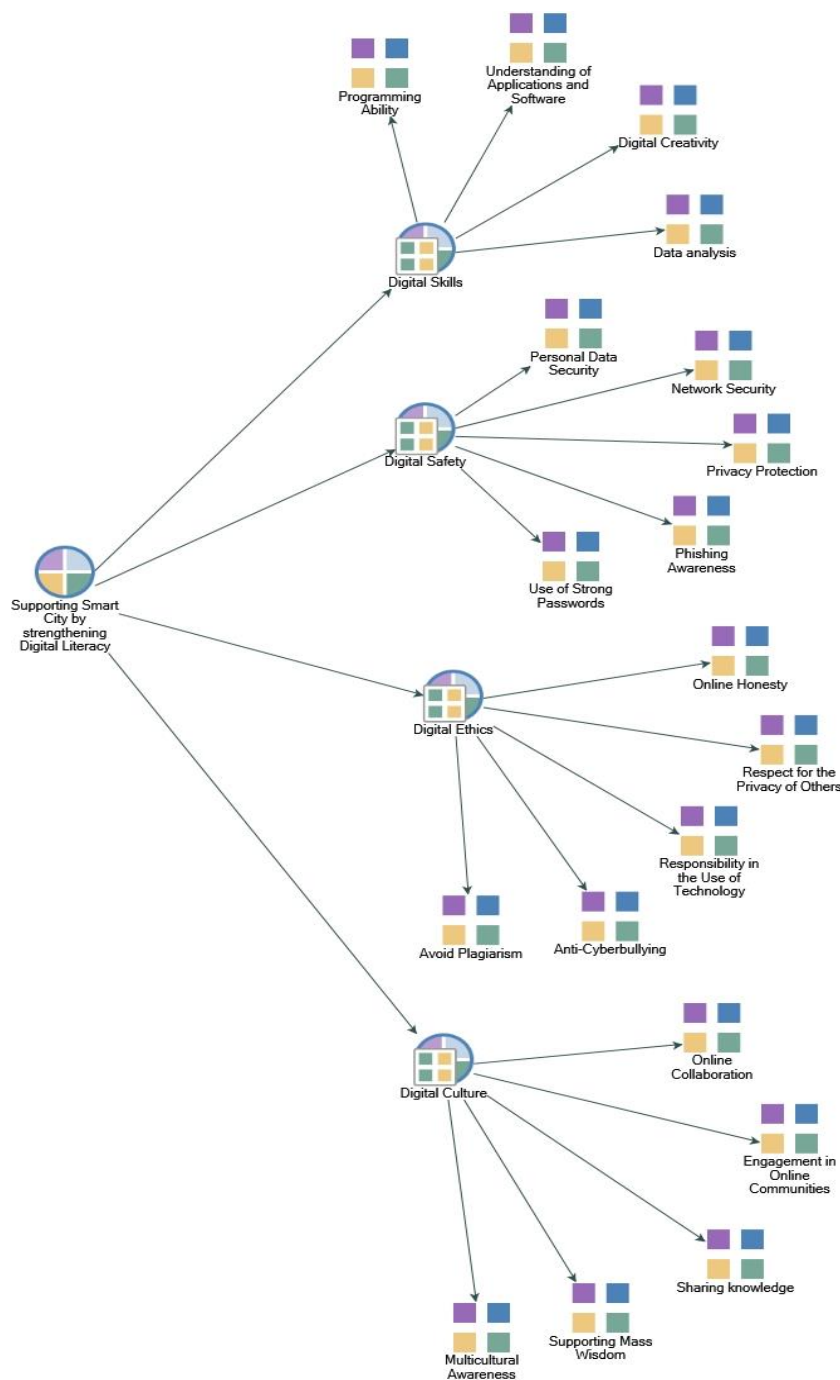 Programming
Ability
Understanding of
Applications and
Software
Digital Creativity
Data analysis
Digital Skills
Personal Data
Security
Network Security
Privacy Protection
Digital Safety
Phishing
Awareness
Use of Strong
Passwords
Supporting Smart
City by
strengthening
Digital Literacy
Online Honesty
Digital Ethics
Respect for the
Privacy of Others
Responsibility in
the Use of
Technology
Avoid Plagiarism
Anti-Cyberbullying
Online
Collaboration
Digital Culture
Engagement in
Online
Communities
Sharing knowledge
Supporting Mass
Wisdom
Multicultural
Awareness